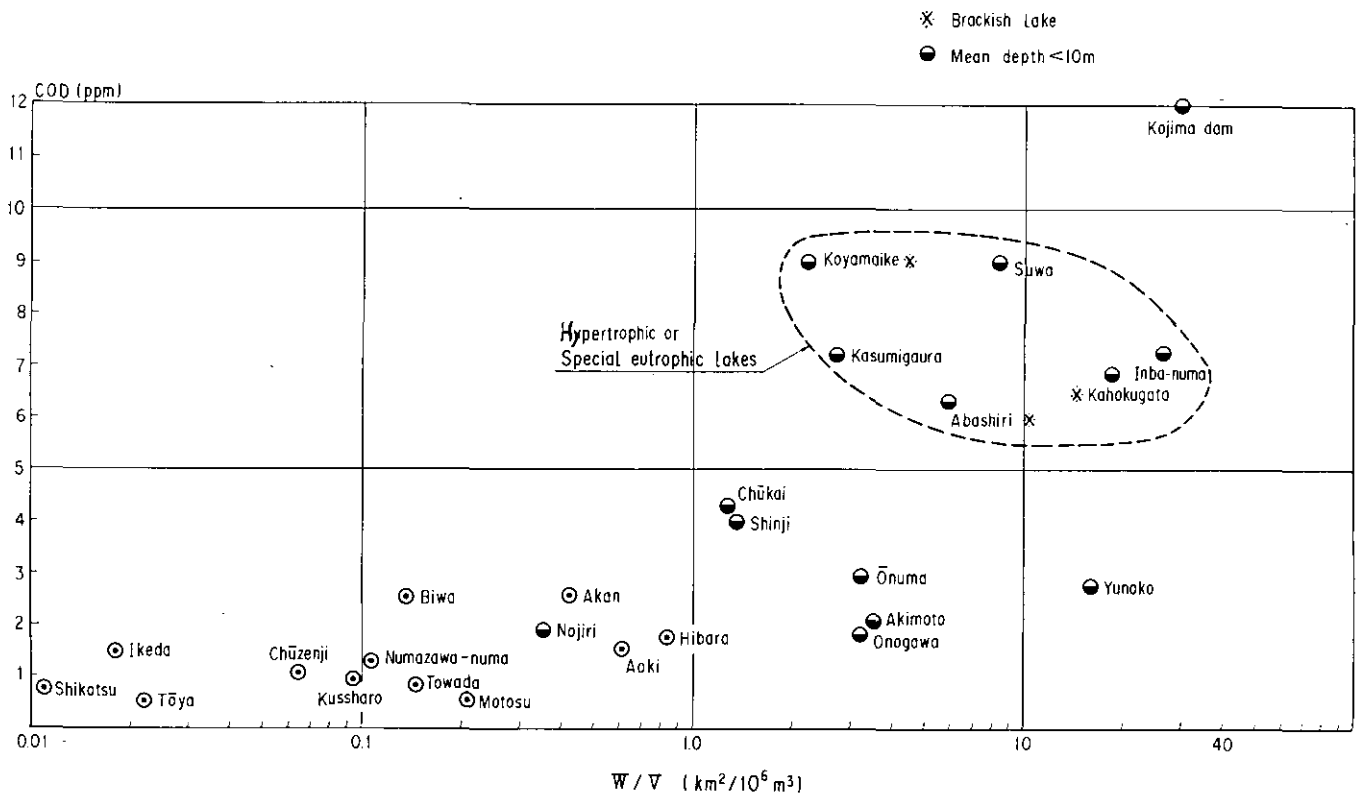 Brackish Lake
Mean depth <10m
COD (ppm)
12
11
10
9
8
7
6
5
4
3
2
1
Kojima dam
Koyamaike
Suwa
Hypertrophic or
Special eutrophic lakes
Kasumigaura
Inba-numa
Kahokugata
Abashiri
Chūkai
Shinji
Ōnuma
Yunako
Biwa
Akan
Akimoto
Nojiri
Hibara
Onogawa
Ikeda
Chūzenji
Numazawa-numa
Aoki
Shikotsu
Tōya
Kussharo
Towada
Motosu
0.01
0.1
1.0
10
40
W̅/V̅ (km²/10⁶m³)